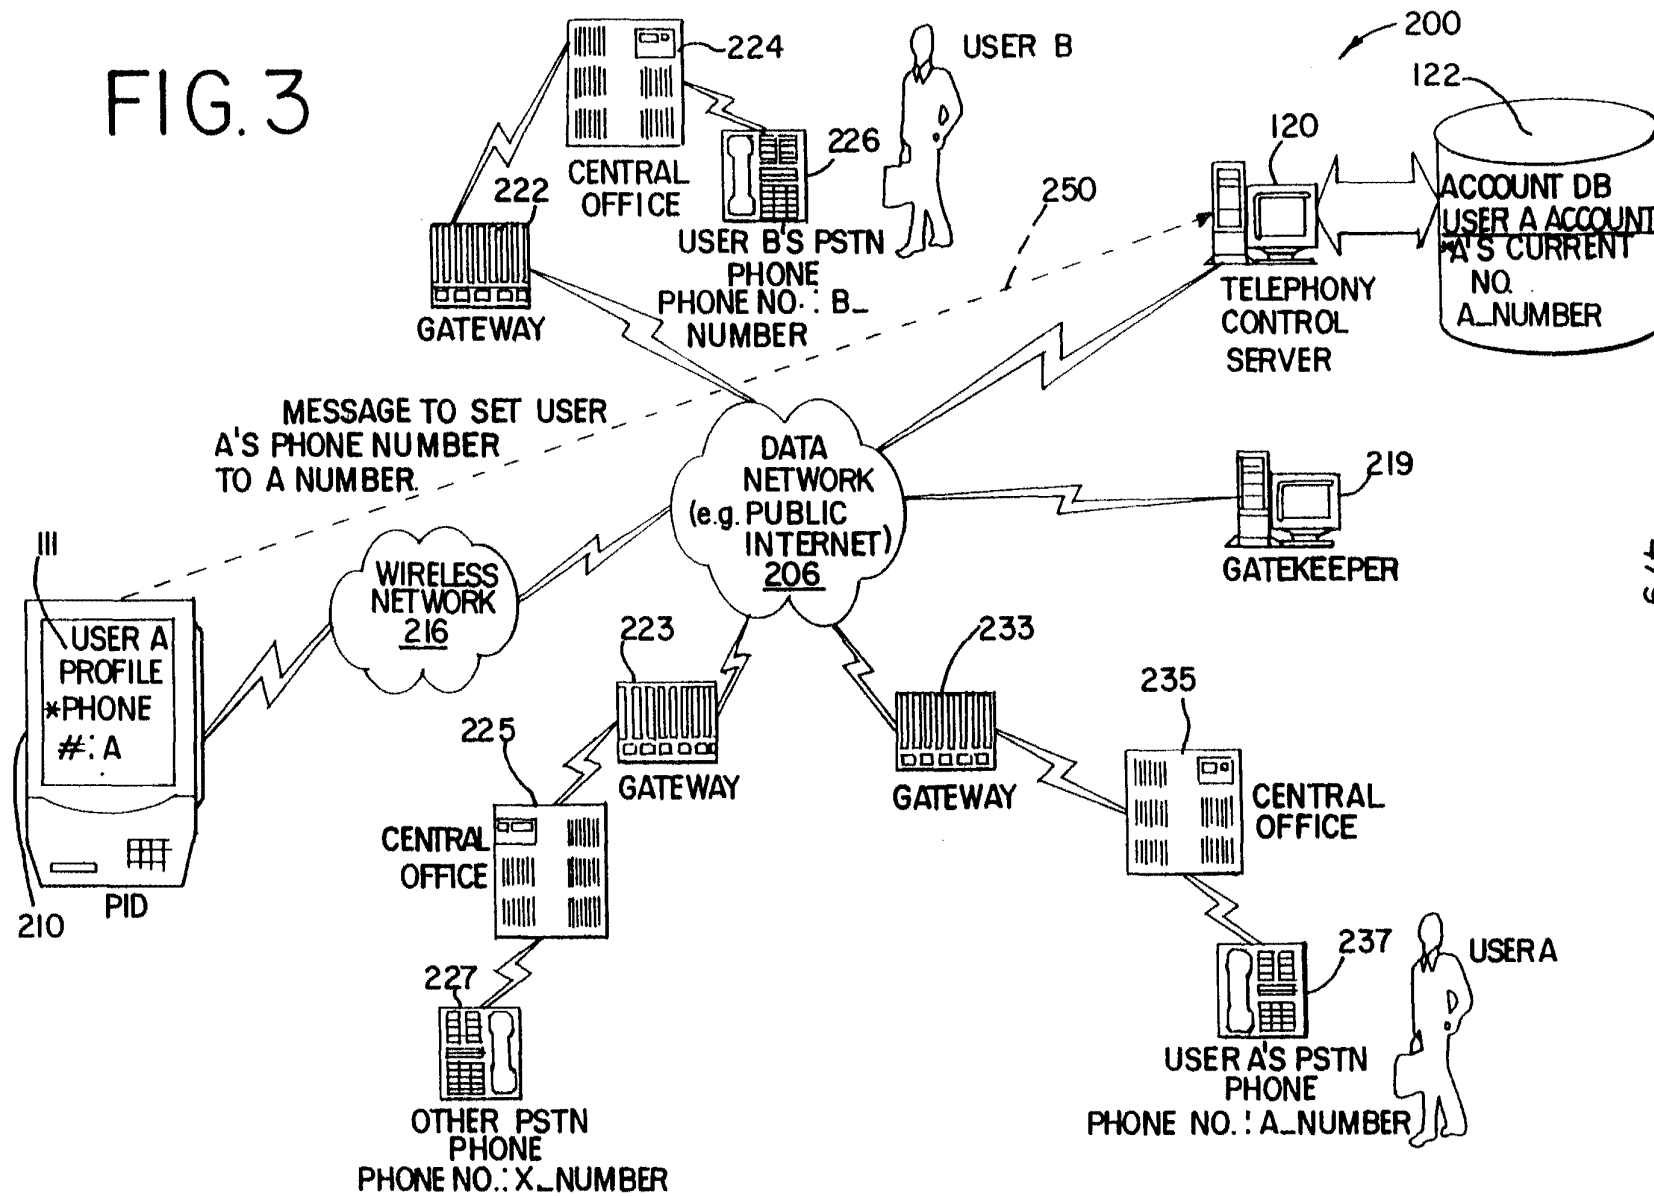 FIG. 3
224
USER B
200
122
CENTRAL
OFFICE
222
226
120
250
GATEWAY
USER B'S PSTN
PHONE
PHONE NO. : B_
NUMBER
TELEPHONY
CONTROL
SERVER
ACCOUNT DB
USER A ACCOUNT
*A'S CURRENT
NO.
A_NUMBER
MESSAGE TO SET USER
A'S PHONE NUMBER
TO A NUMBER.
DATA
NETWORK
(e.g. PUBLIC
INTERNET)
206
219
GATEKEEPER
111
USER A
PROFILE
*PHONE
#: A
210
PID
WIRELESS
NETWORK
216
223
GATEWAY
233
GATEWAY
225
CENTRAL
OFFICE
235
CENTRAL
OFFICE
227
OTHER PSTN
PHONE
PHONE NO.: X_NUMBER
237
USER A
USER A'S PSTN
PHONE
PHONE NO. : A_NUMBER